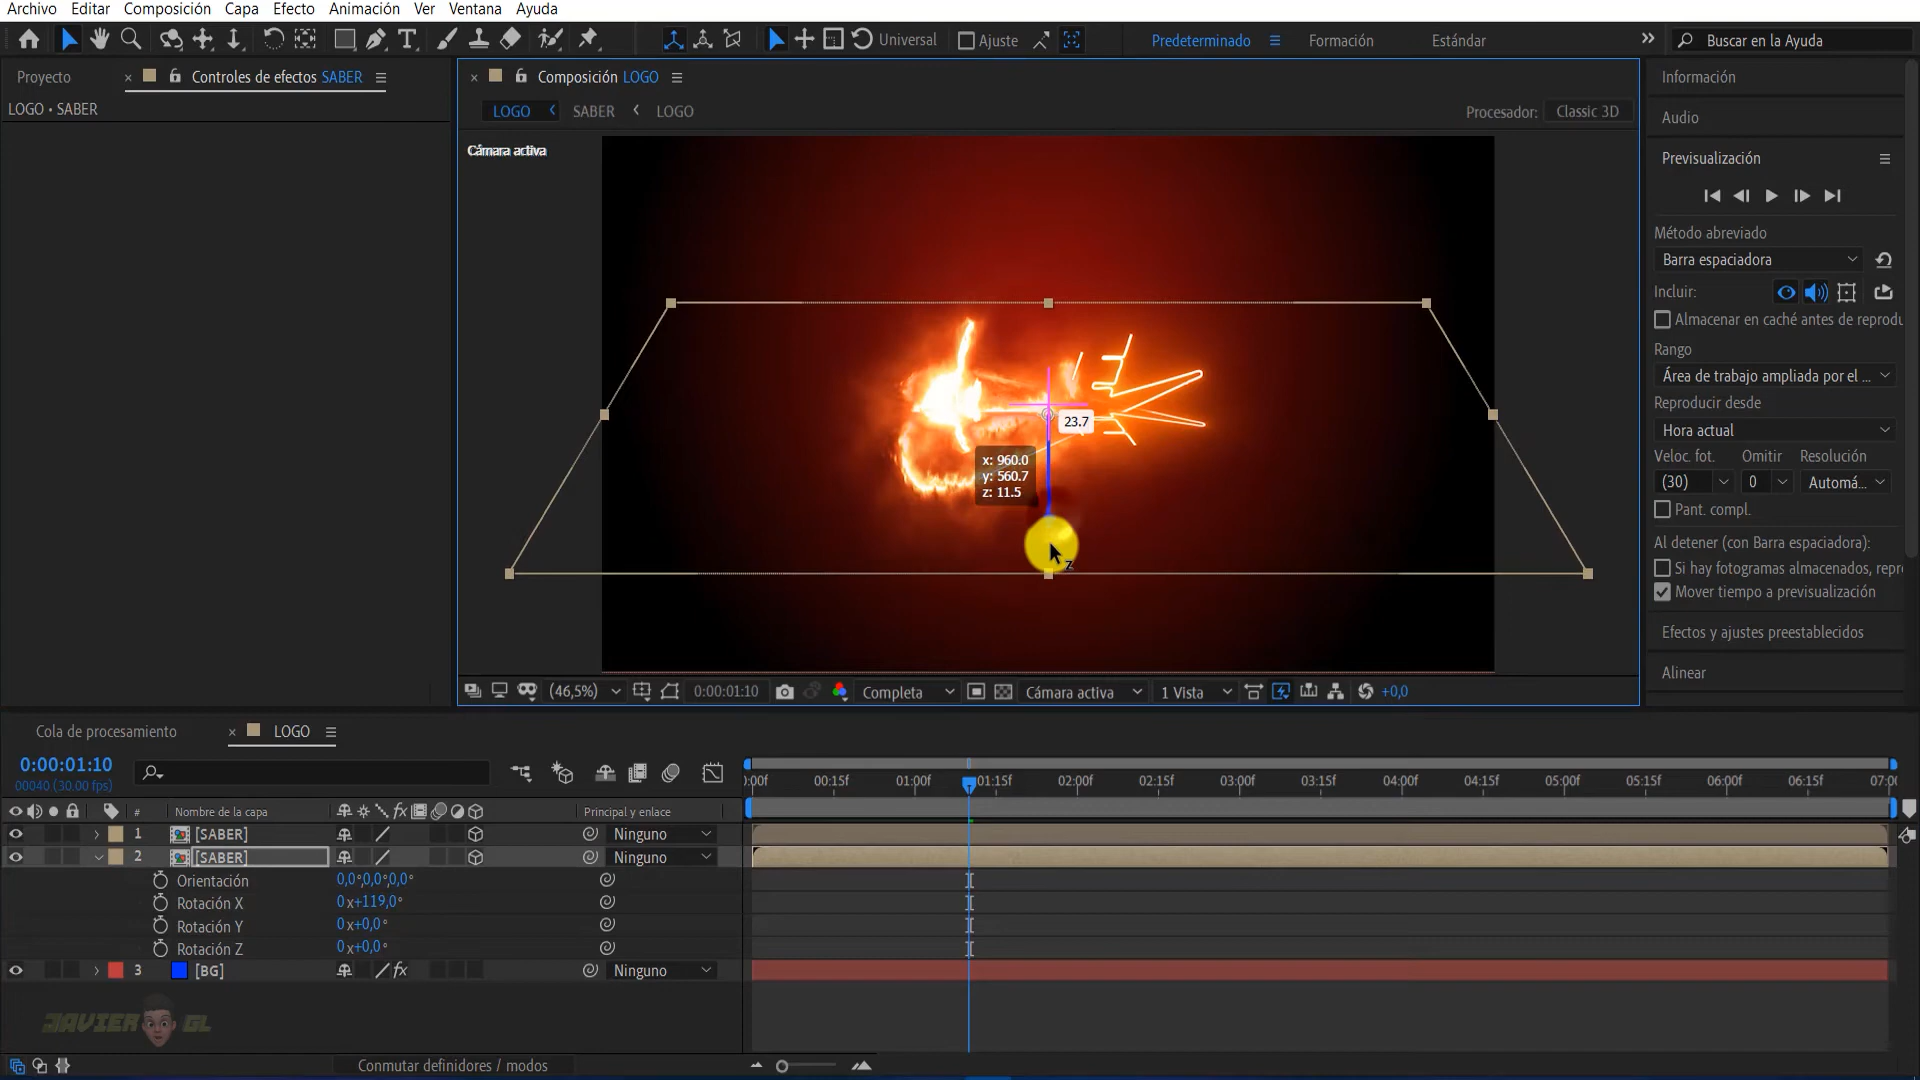 Archivo Editar Composición Capa Efecto Animación Ver Ventana Ayuda
Universal Ajuste Predeterminado Formación Estándar Buscar en la Ayuda
Proyecto Controles de efectos SABER
LOGO • SABER
Composición LOGO
LOGO SABER LOGO
Procesador: Classic 3D
Cámara activa
23.7
x: 960.0
y: 560.7
z: 11.5
z
(46,5%) 0:00:01:10 Completa Cámara activa 1 Vista +0,0
Información
Audio
Previsualización
Método abreviado
Barra espaciadora
Incluir:
Almacenar en caché antes de reprodu
Rango
Área de trabajo ampliada por el ...
Reproducir desde
Hora actual
Veloc. fot. Omitir Resolución
(30) 0 Automá...
Pant. compl.
Al detener (con Barra espaciadora):
Si hay fotogramas almacenados, repr
Mover tiempo a previsualización
Efectos y ajustes preestablecidos
Alinear
Cola de procesamiento LOGO
0:00:01:10
00040 (30.00 fps)
# Nombre de la capa fx Principal y enlace
1 [SABER] Ninguno
2 [SABER] Ninguno
Orientación 0,0°,0,0°,0,0°
Rotación X 0x+119,0°
Rotación Y 0x+0,0°
Rotación Z 0x+0,0°
3 [BG] fx Ninguno
):00f 00:15f 01:00f 01:15f 02:00f 02:15f 03:00f 03:15f 04:00f 04:15f 05:00f 05:15f 06:00f 06:15f 07:00
JAVIER GL
Conmutar definidores / modos